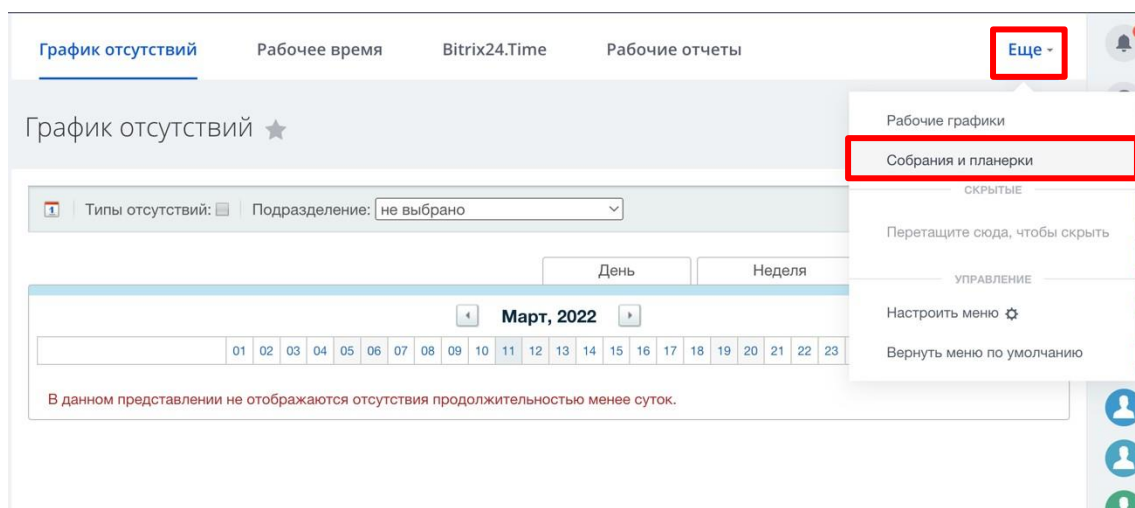 График отсутствий Рабочее время Bitrix24.Time Рабочие отчеты Еще
График отсутствий
Рабочие графики
Собрания и планерки
СКРЫТЫЕ
Перетащите сюда, чтобы скрыть
УПРАВЛЕНИЕ
Настроить меню
Вернуть меню по умолчанию
1 Типы отсутствий: Подразделение: не выбрано
День Неделя
Март, 2022
01 02 03 04 05 06 07 08 09 10 11 12 13 14 15 16 17 18 19 20 21 22 23
В данном представлении не отображаются отсутствия продолжительностью менее суток.